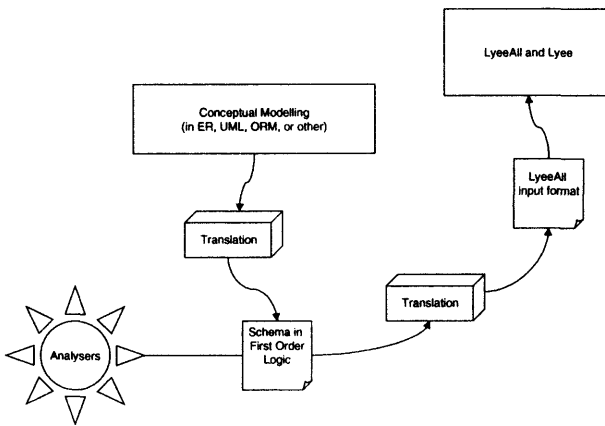 LyeeAll and Lyee
Conceptual Modelling
(in ER, UML, ORM, or other)
LyeeAll
input format
Translation
Translation
Schema in
First Order
Logic
Analysers